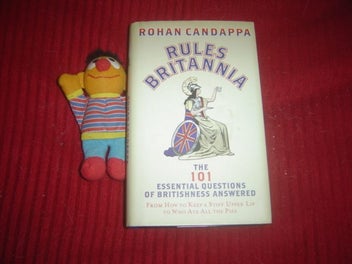 ROHAN CANDAPPA
RULES
BRITANNIA
THE
101
ESSENTIAL QUESTIONS
OF BRITISHNESS ANSWERED
...FROM HOW TO KEEP A STIFF UPPER LIP
TO WHO ATE ALL THE PIES